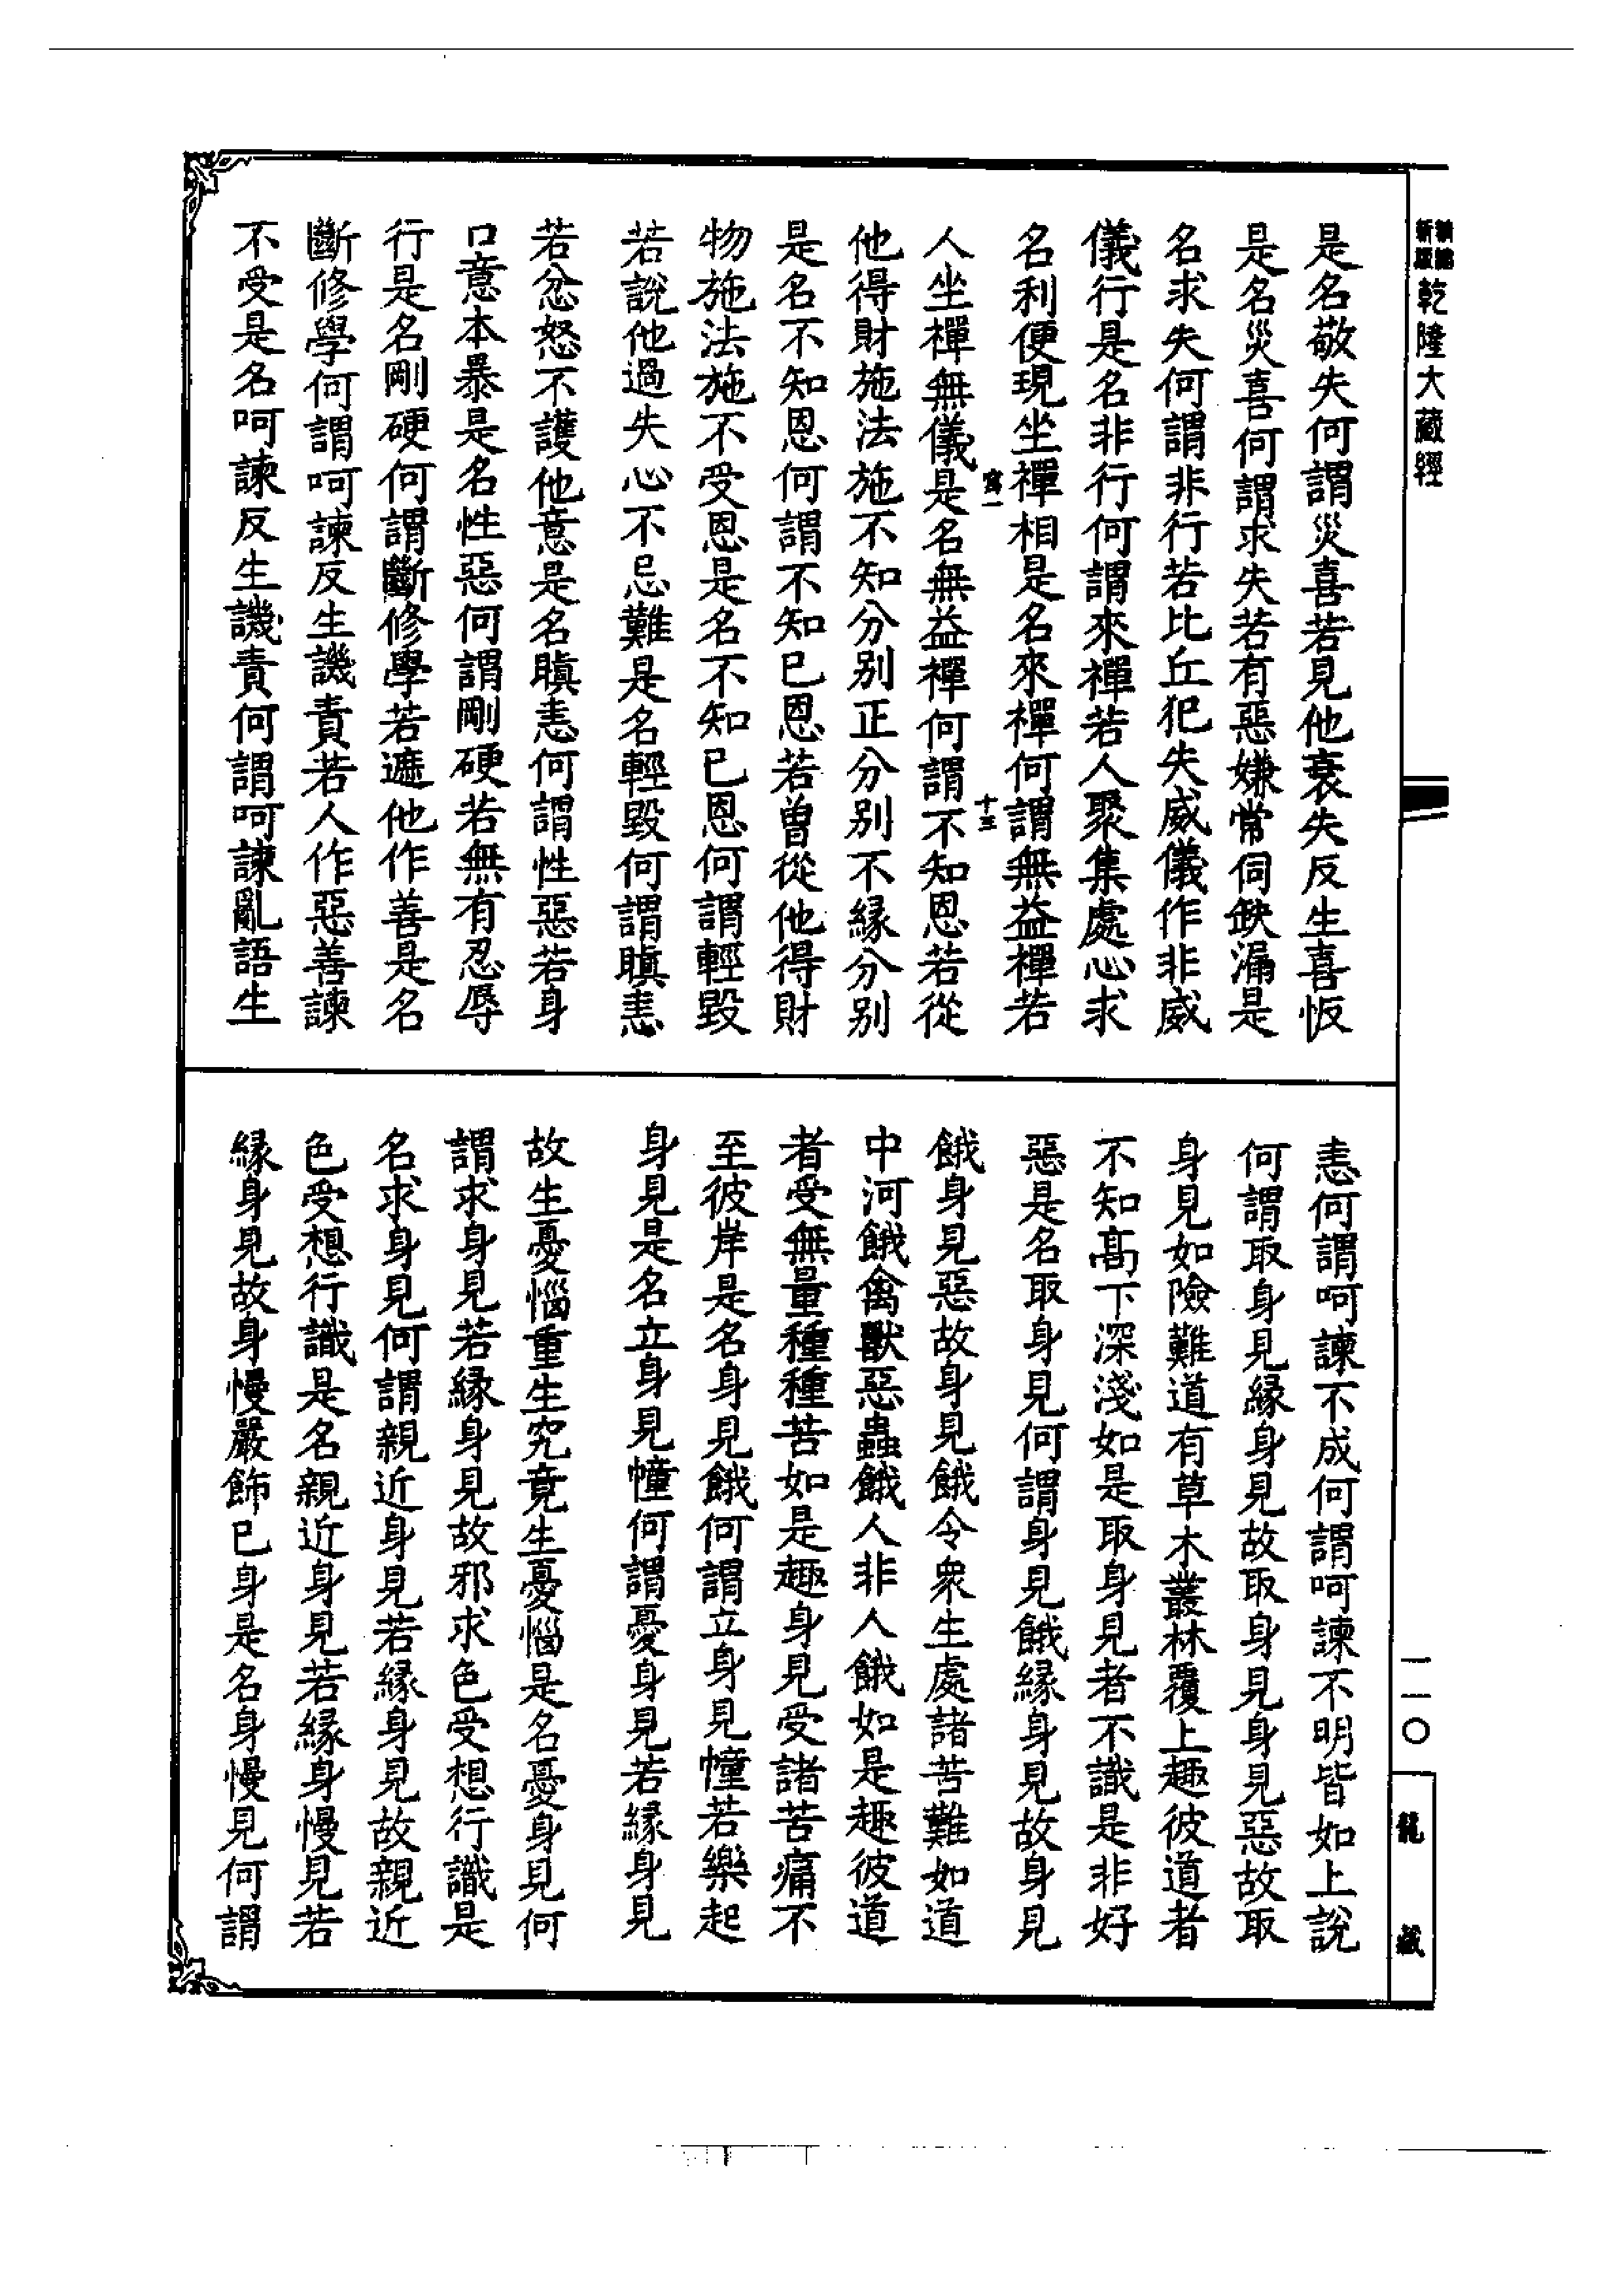 乾隆大藏經
是名敬失何謂災喜若見他衰失反生喜悅
是名災喜何謂求失若有惡嫌常伺缺漏是
名求失何謂非行若比丘犯失威儀作非威
儀行是名非行何謂來禪若人聚集處心求
名利便現坐禪相是名來禪何謂無益禪若
人坐禪無儀是名無益禪何謂不知恩若從
他得財施法施不知分別正分別不緣分別
是名不知恩何謂不知已恩若曾從他得財
物施法施不受恩是名不知已恩何謂輕毀
若說他過失心不忌難是名輕毀何謂瞋恚
若忿怒不護他意是名瞋恚何謂性惡若身
口意本暴是名性惡何謂剛硬若無有忍辱
行是名剛硬何謂斷修學若遮他作善是名
斷修學何謂呵諫反生譏責若人作惡善諫
不受是名呵諫反生譏責何謂呵諫亂語生
恚何謂呵諫不成何謂呵諫不明皆如上說
何謂取身見緣身見故取身見身見惡故取
身見如險難道有草木叢林覆上趣彼道者
不知高下深淺如是取身見者不識是非好
惡是名取身見何謂身見餓緣身見故身見
餓身見惡故身見餓令衆生處諸苦難如道
中河餓禽獸惡蟲餓人非人餓如是趣彼道
者受無量種種苦如是趣身見受諸苦痛不
至彼岸是名身見餓何謂立身見幢若樂起
身見是名立身見幢何謂憂身見若緣身見
故生憂惱重生究竟生憂惱是名憂身見何
謂求身見若緣身見故邪求色受想行識是
名求身見何謂親近身見若緣身見故親近
色受想行識是名親近身見若緣身慢見若
緣身見故身慢嚴飾已身是名身慢見何謂
一一〇
龍藏